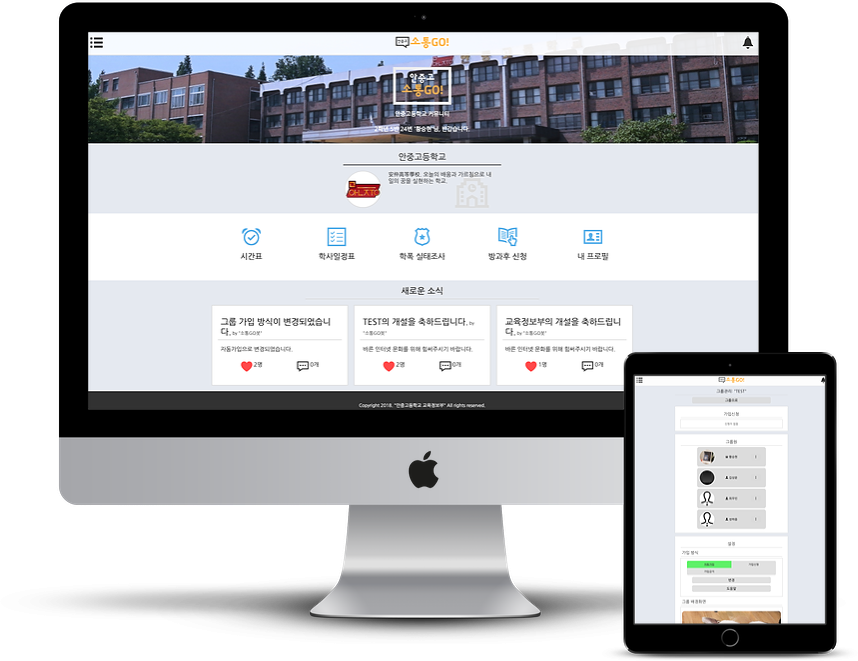 소통GO!
안중고
소통GO!
안중고등학교 커뮤니티
2학년 5반 24번 "황승현"님, 반갑습니다.
안중고등학교
安仲高等學校, 오늘의 배움과 가르침으로 내
일의 꿈을 실현하는 학교.
시간표
학사일정표
학폭 실태조사
방과후 신청
내 프로필
새로운 소식
그룹 가입 방식이 변경되었습니
다. by "소통GO봇"
자동가입으로 변경되었습니다.
2명
0개
TEST의 개설을 축하드립니다. by
"소통GO봇"
바른 인터넷 문화를 위해 힘써주시기 바랍니다.
2명
0개
교육정보부의 개설을 축하드립니
다. by "소통GO봇"
바른 인터넷 문화를 위해 힘써주시기 바랍니다.
1명
0개
Copyright 2018. "안중고등학교 교육정보부" All rights reserved.
소통GO!
그룹관리: "TEST"
그룹으로
가입신청
그룹원
설정
가입 방식
변경
도움말
그룹 배경화면